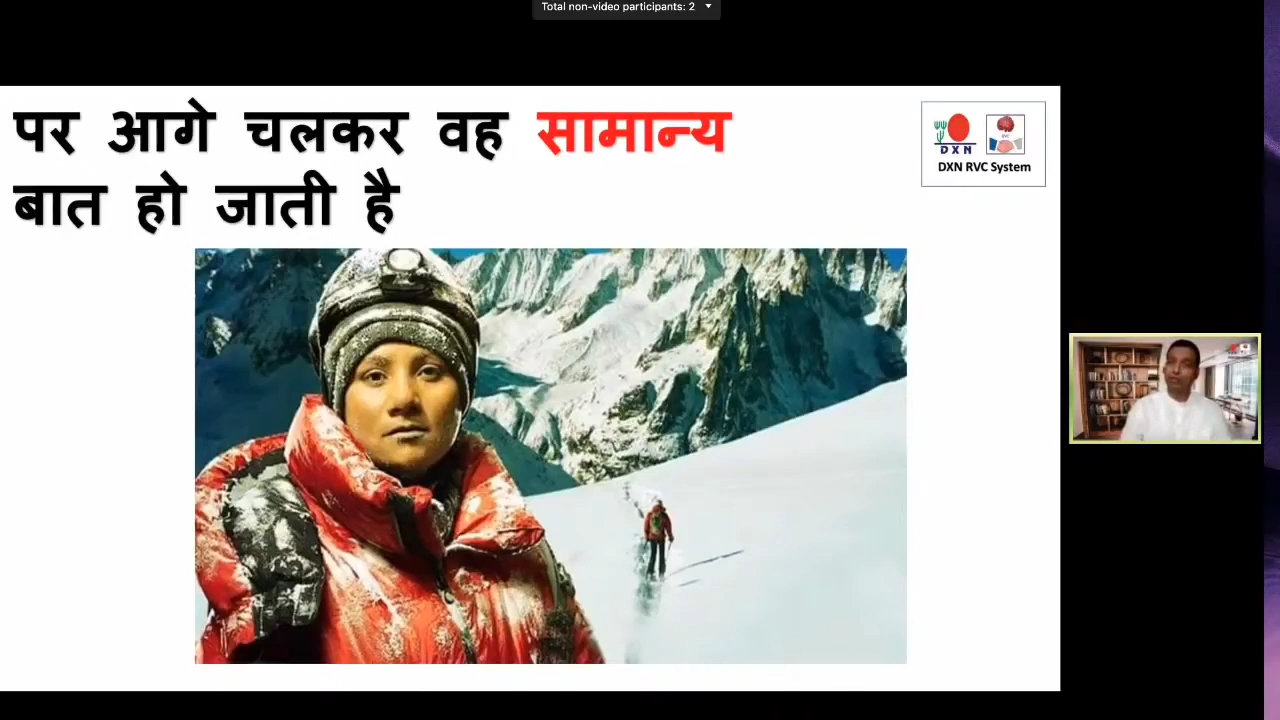 Total non-video participants: 2
पर आगे चलकर वह सामान्य
बात हो जाती है
DXN
DXN RVC System